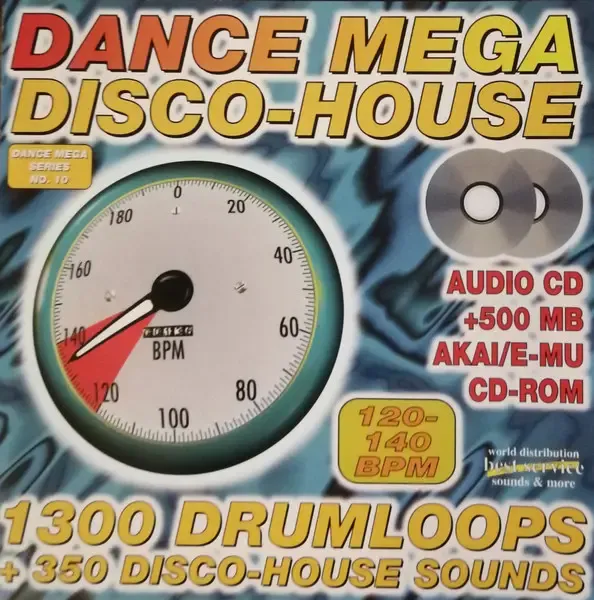 DANCE MEGA
DISCO-HOUSE
DANCE MEGA
SERIES
NO. 10
0
20
40
60
80
100
120
140
160
180
BPM
AUDIO CD
+500 MB
AKAI/E-MU
CD-ROM
120-
140
BPM
world distribution
best service
sounds & more
1300 DRUMLOOPS
+ 350 DISCO-HOUSE SOUNDS